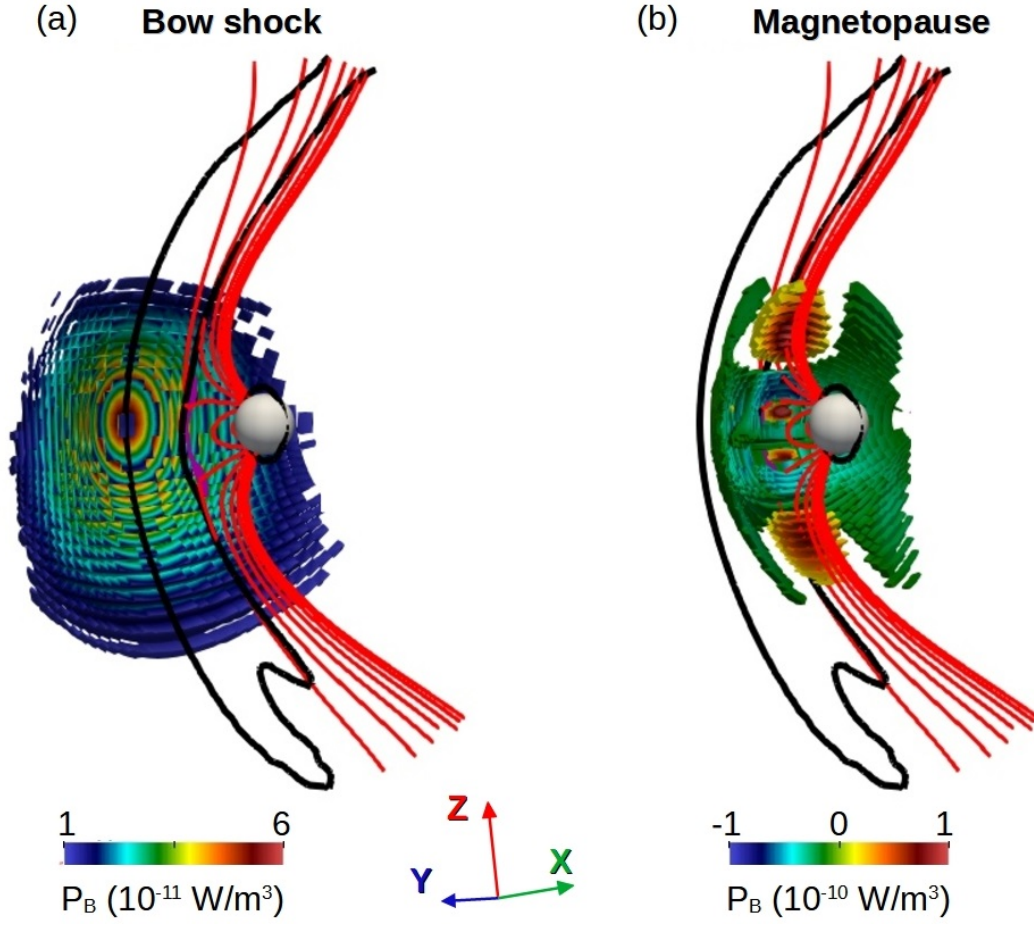 (a) Bow shock
(b) Magnetopause
1 6
P_B (10^-11 W/m^3)
Z
Y
X
-1 0 1
P_B (10^-10 W/m^3)